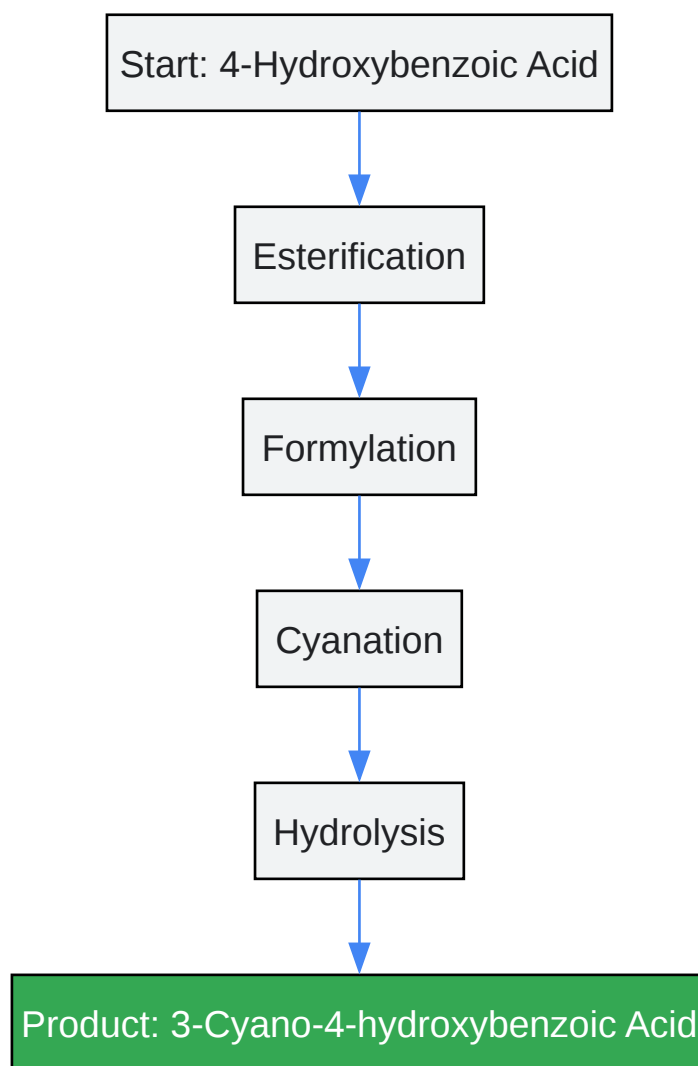 Start: 4-Hydroxybenzoic Acid
Esterification
Formylation
Cyanation
Hydrolysis
Product: 3-Cyano-4-hydroxybenzoic Acid